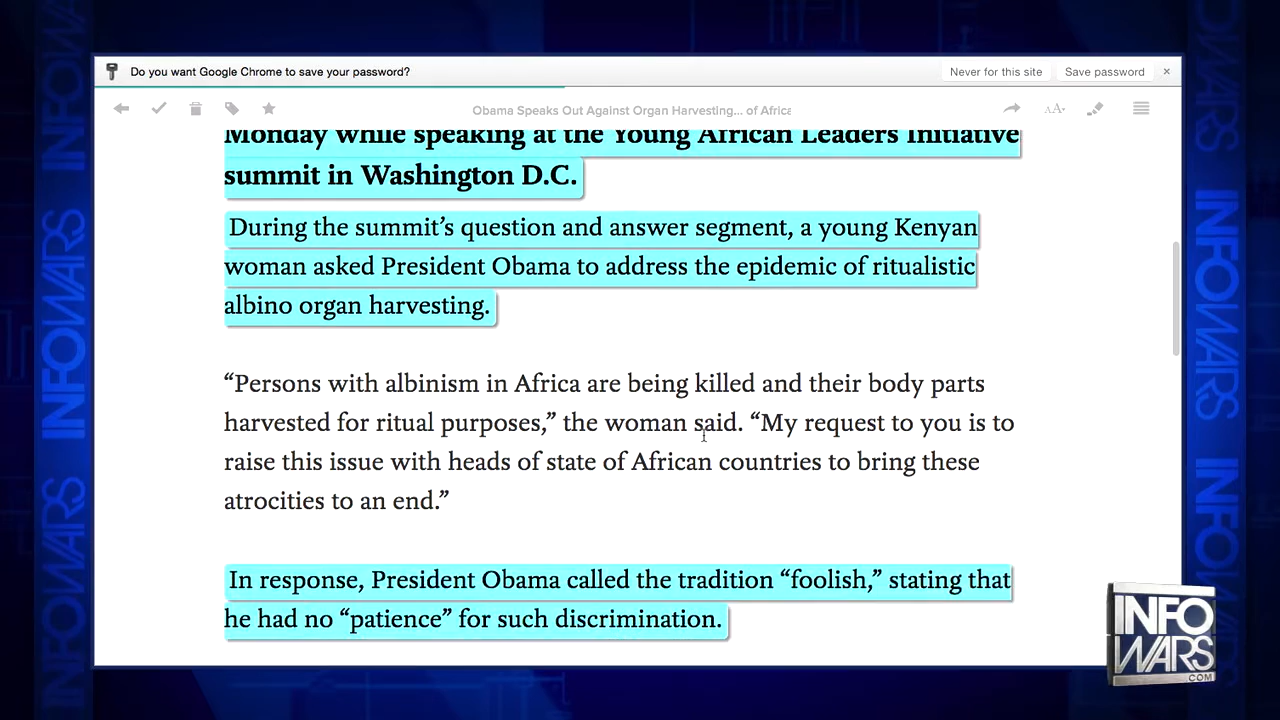 Do you want Google Chrome to save your password?
Never for this site
Save password
×
Obama Speaks Out Against Organ Harvesting... of Africa
AA
Monday while speaking at the Young African Leaders Initiative
summit in Washington D.C.
During the summit’s question and answer segment, a young Kenyan
woman asked President Obama to address the epidemic of ritualistic
albino organ harvesting.
“Persons with albinism in Africa are being killed and their body parts
harvested for ritual purposes,” the woman said. “My request to you is to
raise this issue with heads of state of African countries to bring these
atrocities to an end.”
In response, President Obama called the tradition “foolish,” stating that
he had no “patience” for such discrimination.
INFOWARS
INFOWARS
INFOWARS
INFOWARS
INFO
WARS
.COM